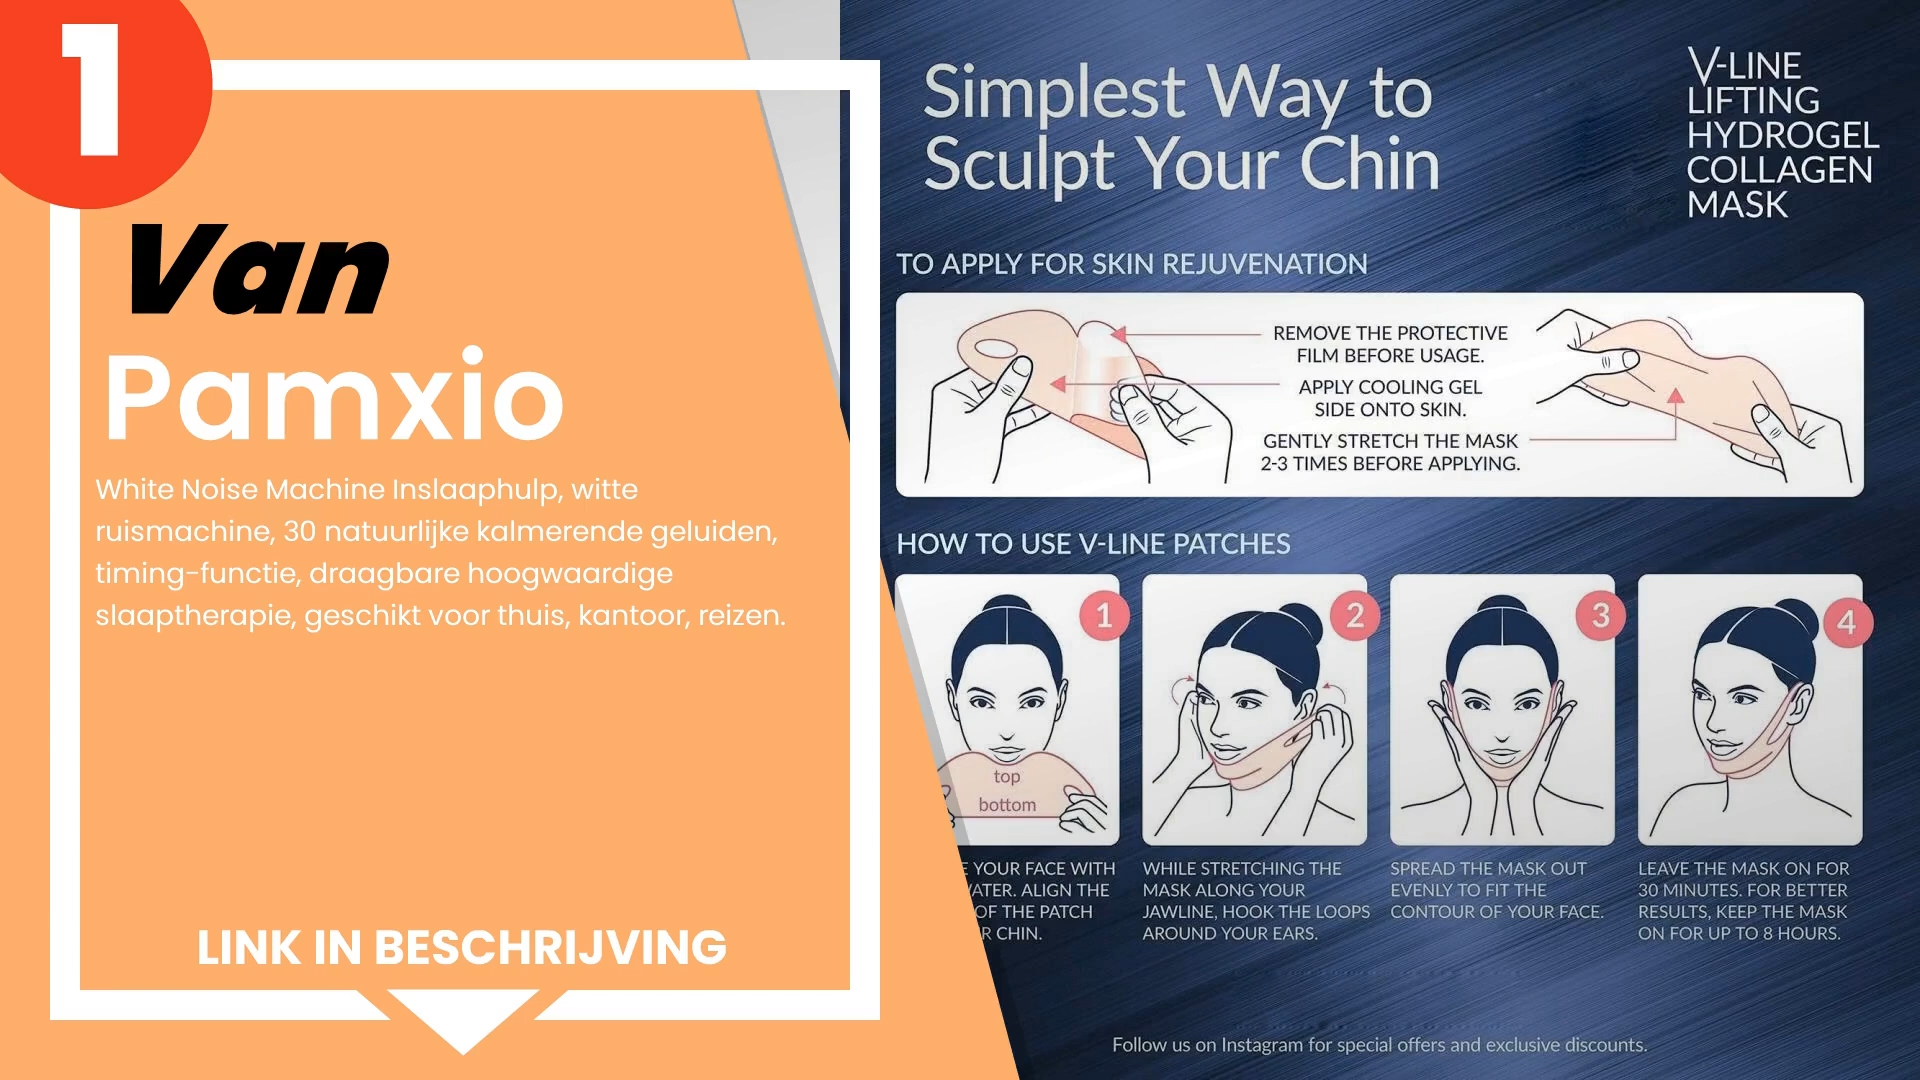 1
Van
Pamxio
White Noise Machine Inslaaphulp, witte
ruismachine, 30 natuurlijke kalmerende geluiden,
timing-functie, draagbare hoogwaardige
slaaptherapie, geschikt voor thuis, kantoor, reizen.
LINK IN BESCHRIJVING
Simplest Way to
Sculpt Your Chin
V-LINE
LIFTING
HYDROGEL
COLLAGEN
MASK
TO APPLY FOR SKIN REJUVENATION
REMOVE THE PROTECTIVE
FILM BEFORE USAGE.
APPLY COOLING GEL
SIDE ONTO SKIN.
GENTLY STRETCH THE MASK
2-3 TIMES BEFORE APPLYING.
HOW TO USE V-LINE PATCHES
1
top
bottom
YOUR FACE WITH
ALIGN THE
OF THE PATCH
CHIN.
2
WHILE STRETCHING THE
MASK ALONG YOUR
JAWLINE, HOOK THE LOOPS
AROUND YOUR EARS.
3
SPREAD THE MASK OUT
EVENLY TO FIT THE
CONTOUR OF YOUR FACE.
4
LEAVE THE MASK ON FOR
30 MINUTES. FOR BETTER
RESULTS, KEEP THE MASK
ON FOR UP TO 8 HOURS.
Follow us on Instagram for special offers and exclusive discounts.